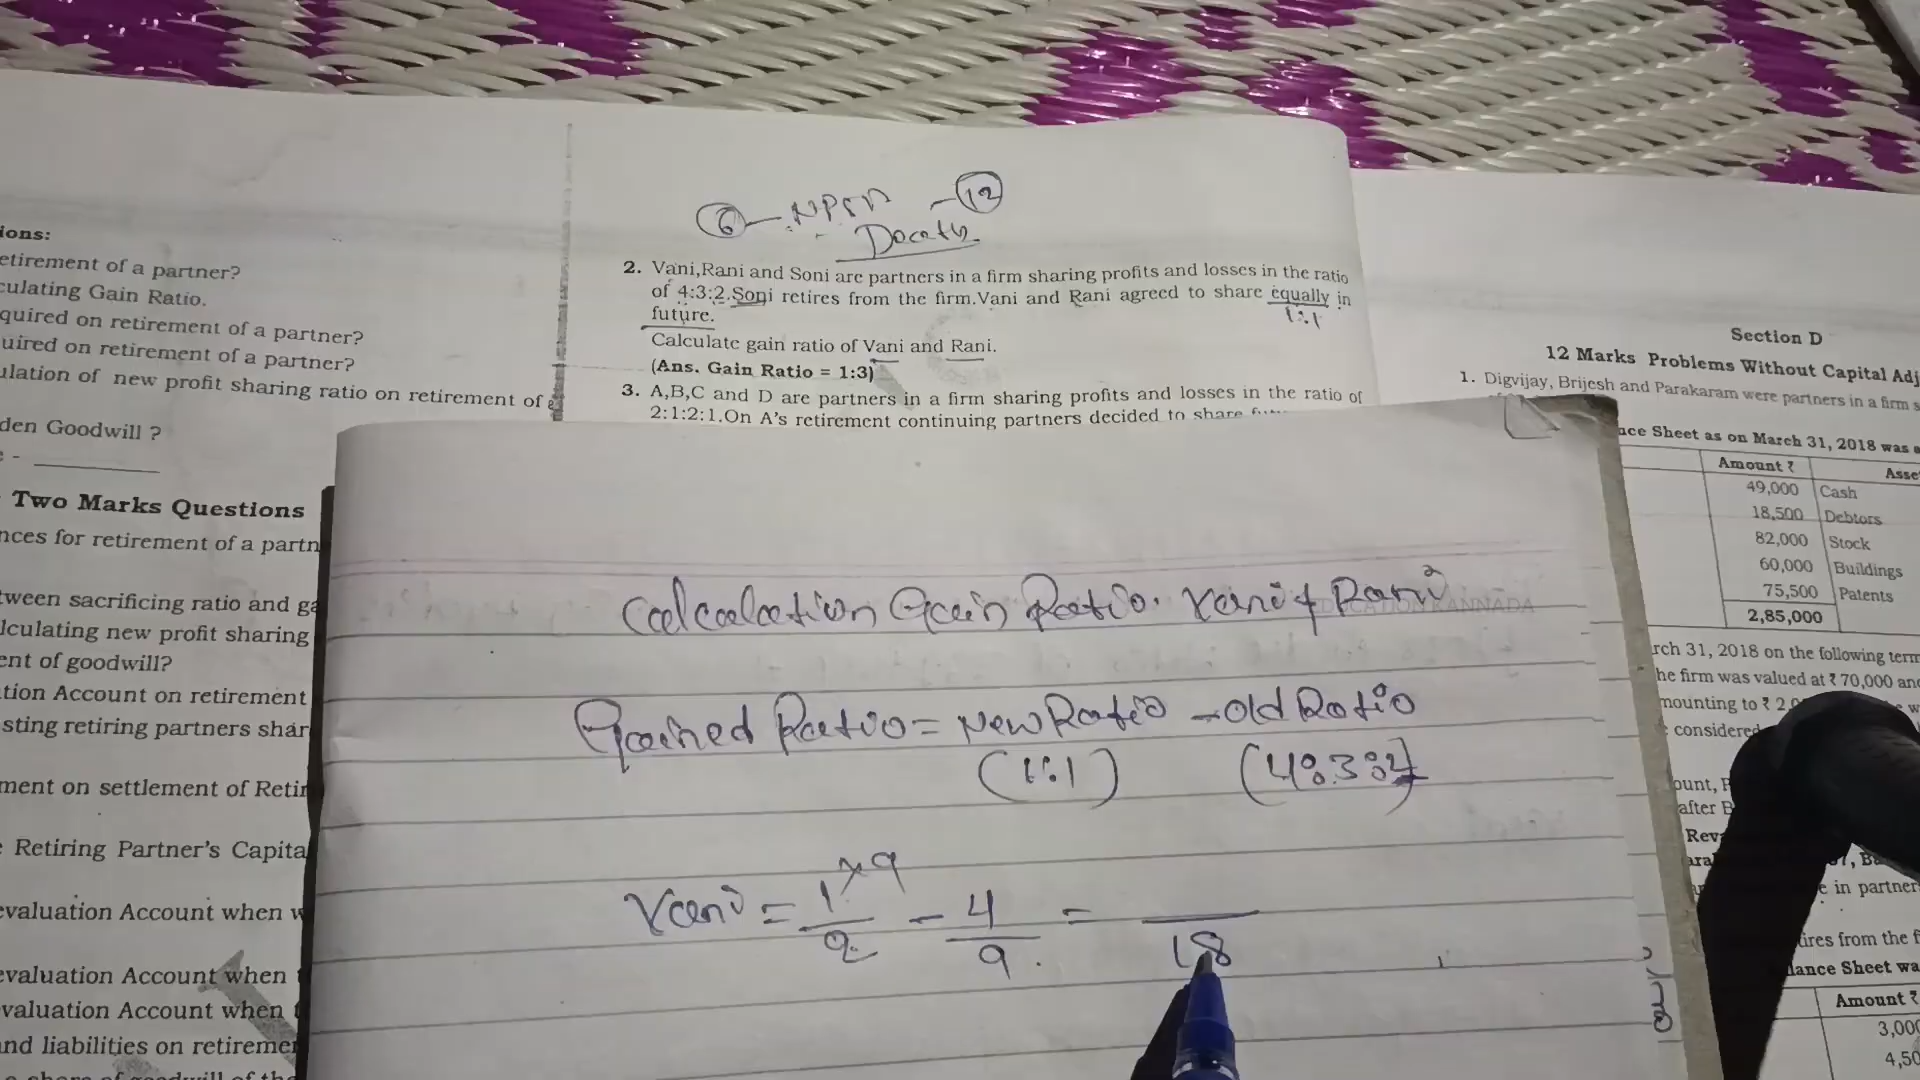 6 - NPSR - 12
ions:
etirement of a partner?
culating Gain Ratio.
quired on retirement of a partner?
uired on retirement of a partner?
ulation of new profit sharing ratio on retirement of
den Goodwill ?
Two Marks Questions
nces for retirement of a partn
tween sacrificing ratio and ga
lculating new profit sharing
ent of goodwill?
tion Account on retirement
sting retiring partners shar
ment on settlement of Retir
Retiring Partner's Capita
evaluation Account when
evaluation Account when
valuation Account when
nd liabilities on retireme
2. Vani,Rani and Soni are partners in a firm sharing profits and losses in the ratio
of 4:3:2.Soni retires from the firm.Vani and Rani agreed to share equally in
1:1
future.
Calculate gain ratio of Vani and Rani.
(Ans. Gain Ratio = 1:3)
3. A,B,C and D are partners in a firm sharing profits and losses in the ratio of
2:1:2:1.On A's retirement continuing partners decided to share
Section D
12 Marks Problems Without Capital Adj
1. Digvijay, Brijesh and Parakaram were partners in a firm s
nce Sheet as on March 31, 2018 was
Amount ₹ Asse
49,000 Cash
18,500 Debtors
82,000 Stock
60,000 Buildings
75,500 Patents
2,85,000
rch 31, 2018 on the following term
he firm was valued at ₹ 70,000 and
mounting to ₹
considered
ount,
after B
e in partner
ires from the f
lance Sheet wa
Amount ₹
3,000
4,50
Calculation Gain Ratio. Vani & Rani
EDUCATION KANNADA
Gained Ratio = New Ratio - Old Ratio
(1:1) (4:3:2)
Vani = 1/2 ×9 - 4/9 = /18